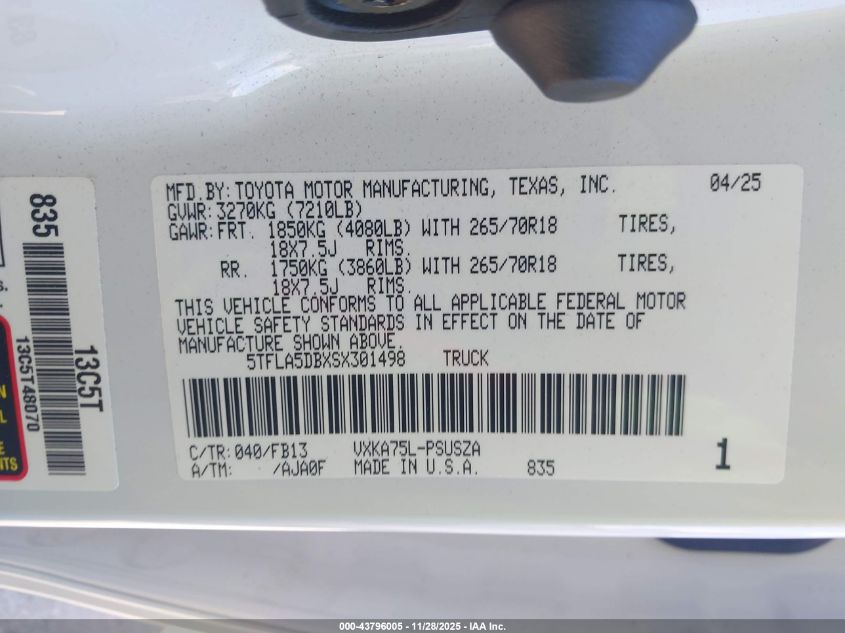 MFD.BY:TOYOTA MOTOR MANUFACTURING, TEXAS, INC. 04/25
GVWR:3270KG (7210LB)
GAWR:FRT. 1850KG (4080LB) WITH 265/70R18 TIRES,
18X7.5J RIMS.
RR. 1750KG (3860LB) WITH 265/70R18 TIRES,
18X7.5J RIMS.
THIS VEHICLE CONFORMS TO ALL APPLICABLE FEDERAL MOTOR
VEHICLE SAFETY STANDARDS IN EFFECT ON THE DATE OF
MANUFACTURE SHOWN ABOVE.
5TFLA5DBXSX301498 TRUCK
C/TR:040/FB13 VXKA75L-PSUSZA
A/TM: /AJA0F MADE IN U.S.A. 835 1
835
13C5T
13C5T48070
000-43796005 - 11/28/2025 - IAA Inc.